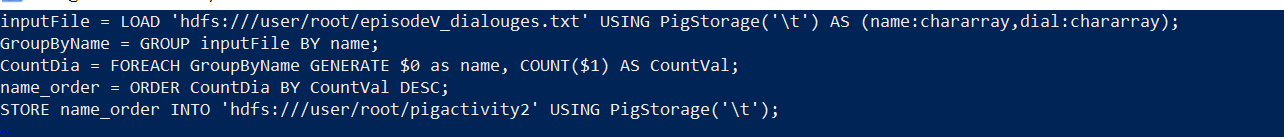 inputFile = LOAD 'hdfs:///user/root/episodeV_dialouges.txt' USING PigStorage('\t') AS (name:chararray,dial:chararray);
GroupByName = GROUP inputFile BY name;
CountDia = FOREACH GroupByName GENERATE $0 as name, COUNT($1) AS CountVal;
name_order = ORDER CountDia BY CountVal DESC;
STORE name_order INTO 'hdfs:///user/root/pigactivity2' USING PigStorage('\t');